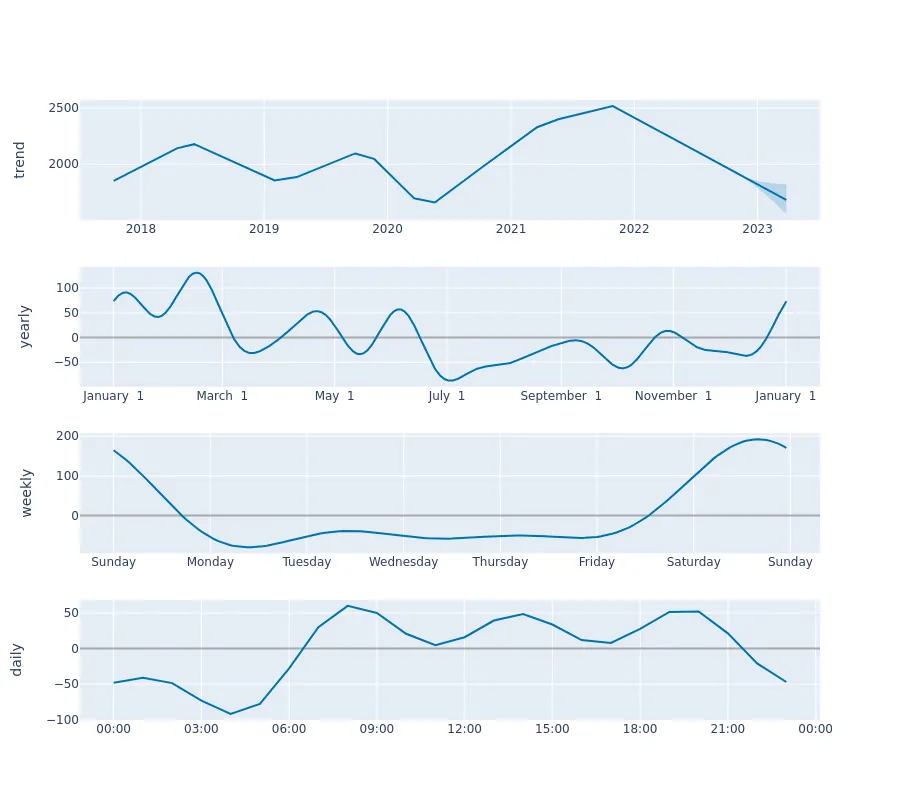 trend
2500
2000
2018 2019 2020 2021 2022 2023
yearly
100
50
0
−50
January 1 March 1 May 1 July 1 September 1 November 1 January 1
weekly
200
100
0
Sunday Monday Tuesday Wednesday Thursday Friday Saturday Sunday
daily
50
0
−50
−100
00:00 03:00 06:00 09:00 12:00 15:00 18:00 21:00 00:00